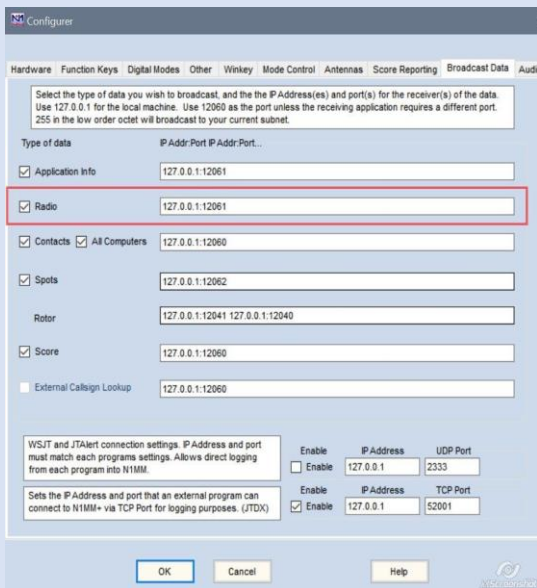 N1 Configurer
Hardware Function Keys Digital Modes Other Winkey Mode Control Antennas Score Reporting Broadcast Data Audi
Select the type of data you wish to broadcast, and the the IP Address(es) and port(s) for the receiver(s) of the data.
Use 127.0.0.1 for the local machine. Use 12060 as the port unless the receiving application requires a different port.
255 in the low order octet will broadcast to your current subnet.
Type of data IP Addr:Port IP Addr:Port...
Application Info 127.0.0.1:12061
Radio 127.0.0.1:12061
Contacts All Computers 127.0.0.1:12060
Spots 127.0.0.1:12062
Rotor 127.0.0.1:12041 127.0.0.1:12040
Score 127.0.0.1:12060
External Callsign Lookup 127.0.0.1:12060
WSJT and JTAlert connection settings. IP Address and port
must match each programs settings. Allows direct logging
from each program into N1MM.
Enable IP Address UDP Port
Enable 127.0.0.1 2333
Sets the IP Address and port that an external program can
connect to N1MM+ via TCP Port for logging purposes. (JTDX)
Enable IP Address TCP Port
Enable 127.0.0.1 52001
OK Cancel Help